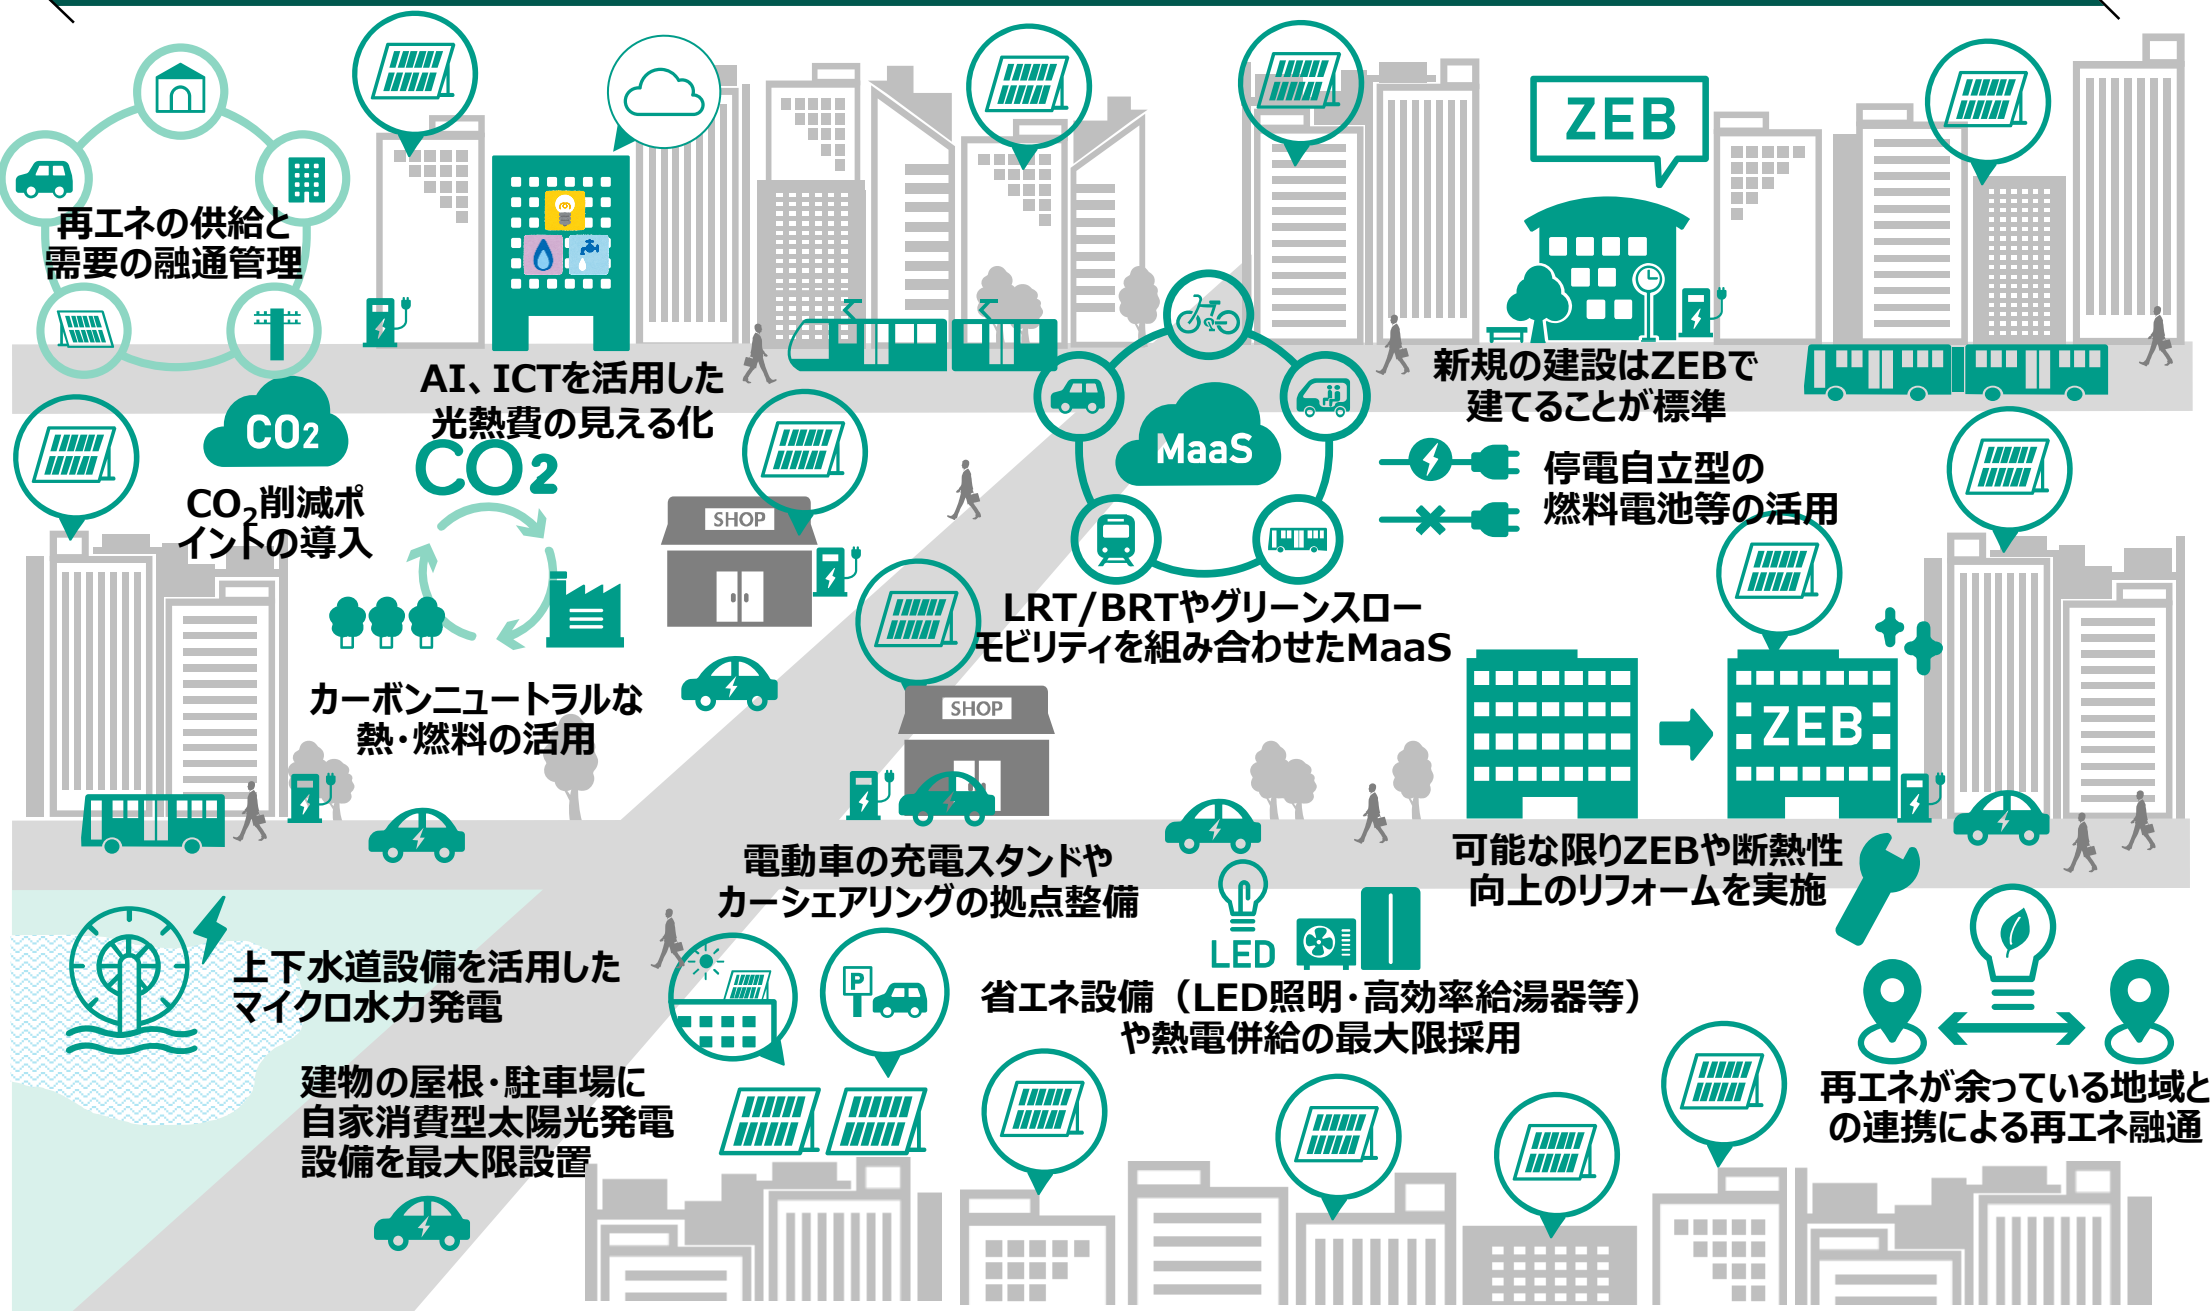 ZEB
再エネの供給と
需要の融通管理
AI、ICTを活用した
光熱費の見える化
新規の建設はZEBで
建てることが標準
CO2
CO2
CO₂削減ポ
イントの導入
MaaS
停電自立型の
燃料電池等の活用
SHOP
LRT/BRTやグリーンスロー
モビリティを組み合わせたMaaS
カーボンニュートラルな
熱・燃料の活用
SHOP
ZEB
電動車の充電スタンドや
カーシェアリングの拠点整備
可能な限りZEBや断熱性
向上のリフォームを実施
LED
上下水道設備を活用した
マイクロ水力発電
P
省エネ設備（LED照明・高効率給湯器等）
や熱電併給の最大限採用
建物の屋根・駐車場に
自家消費型太陽光発電
設備を最大限設置
再エネが余っている地域と
の連携による再エネ融通